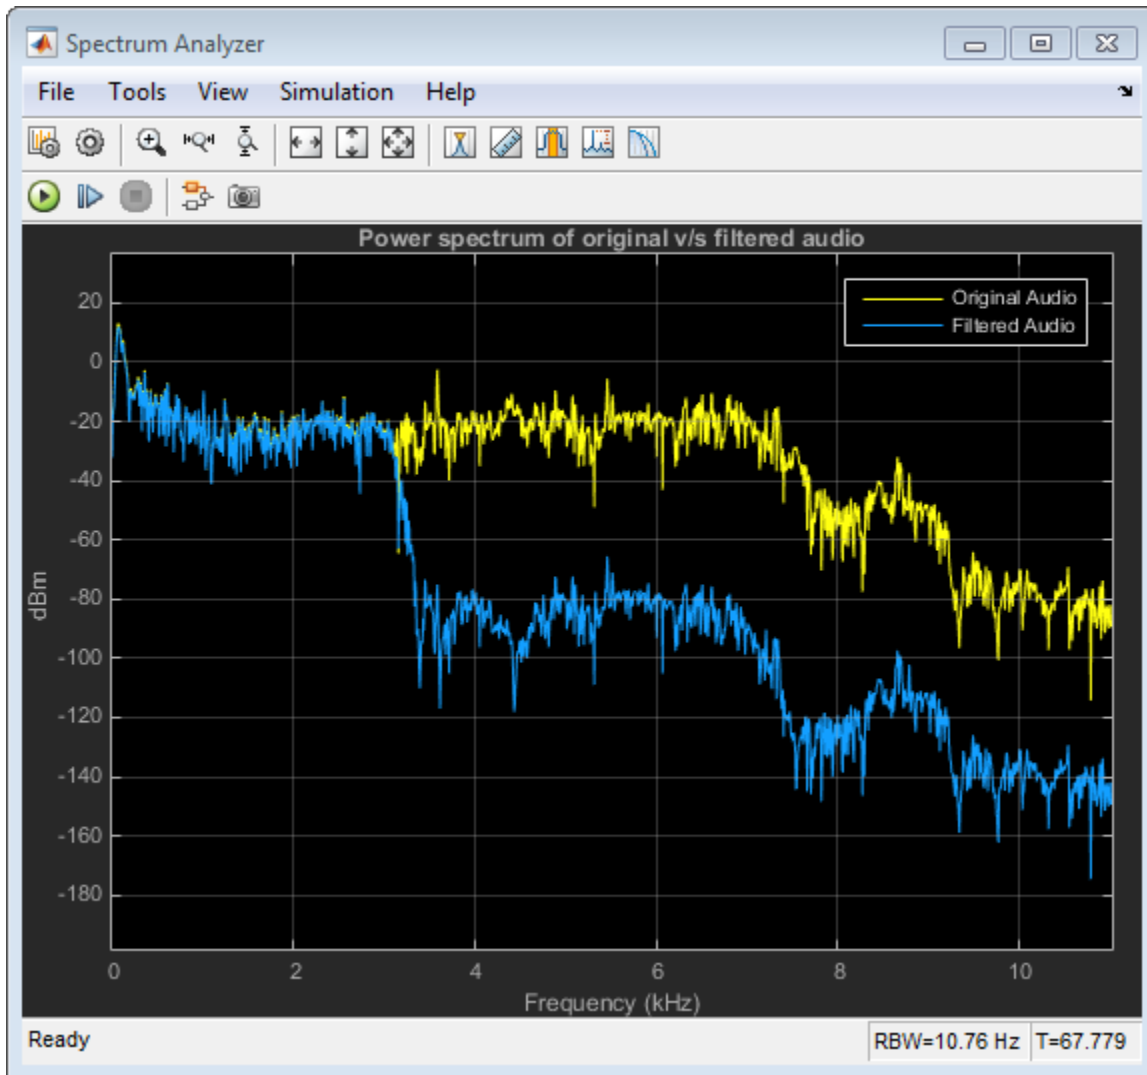 Spectrum Analyzer
File Tools View Simulation Help
Power spectrum of original v/s filtered audio
Original Audio
Filtered Audio
20
0
-20
-40
-60
-80
-100
-120
-140
-160
-180
dBm
0 2 4 6 8 10
Frequency (kHz)
Ready RBW=10.76 Hz T=67.779